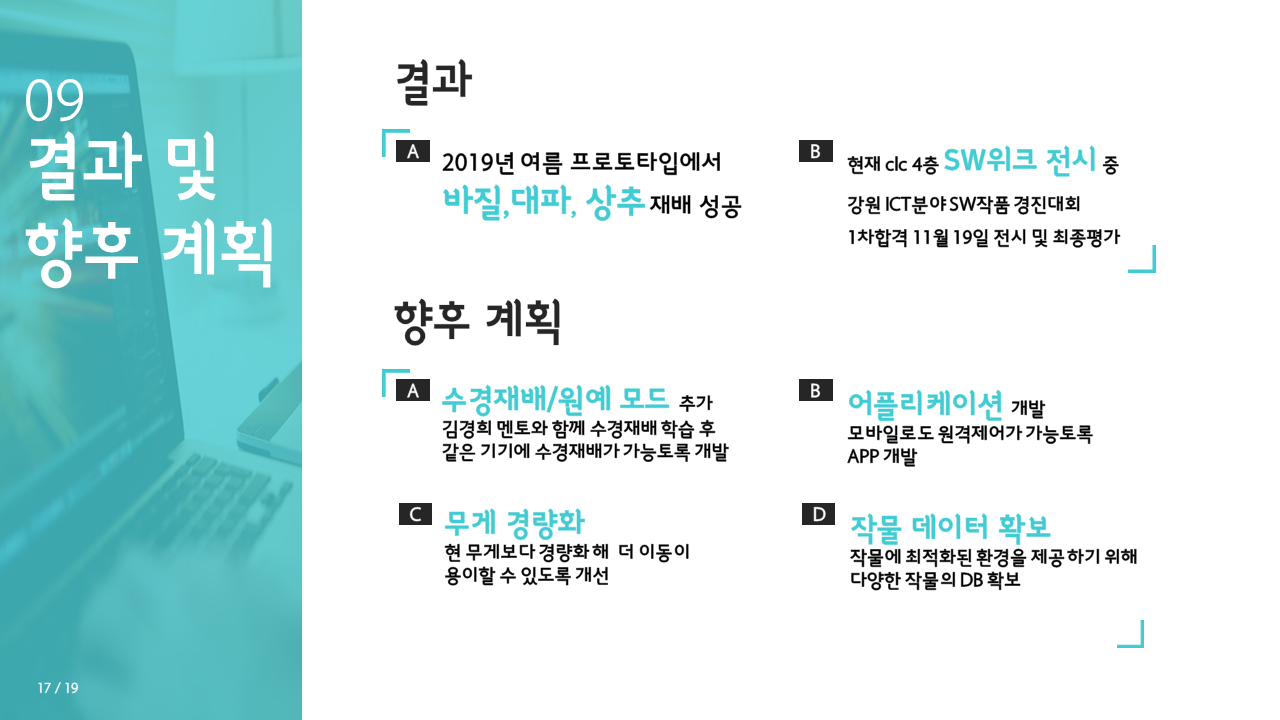 09
결과 및
향후 계획
17 / 19
결과
A
2019년 여름 프로토타입에서
바질,대파, 상추 재배 성공
B
현재 clc 4층 SW위크 전시 중
강원 ICT분야 SW작품 경진대회
1차합격 11월 19일 전시 및 최종평가
향후 계획
A
수경재배/원예 모드 추가
김경희 멘토와 함께 수경재배 학습 후
같은 기기에 수경재배가 가능토록 개발
B
어플리케이션 개발
모바일로도 원격제어가 가능토록
APP 개발
C
무게 경량화
현 무게보다 경량화 해 더 이동이
용이할 수 있도록 개선
D
작물 데이터 확보
작물에 최적화된 환경을 제공 하기 위해
다양한 작물의 DB 확보